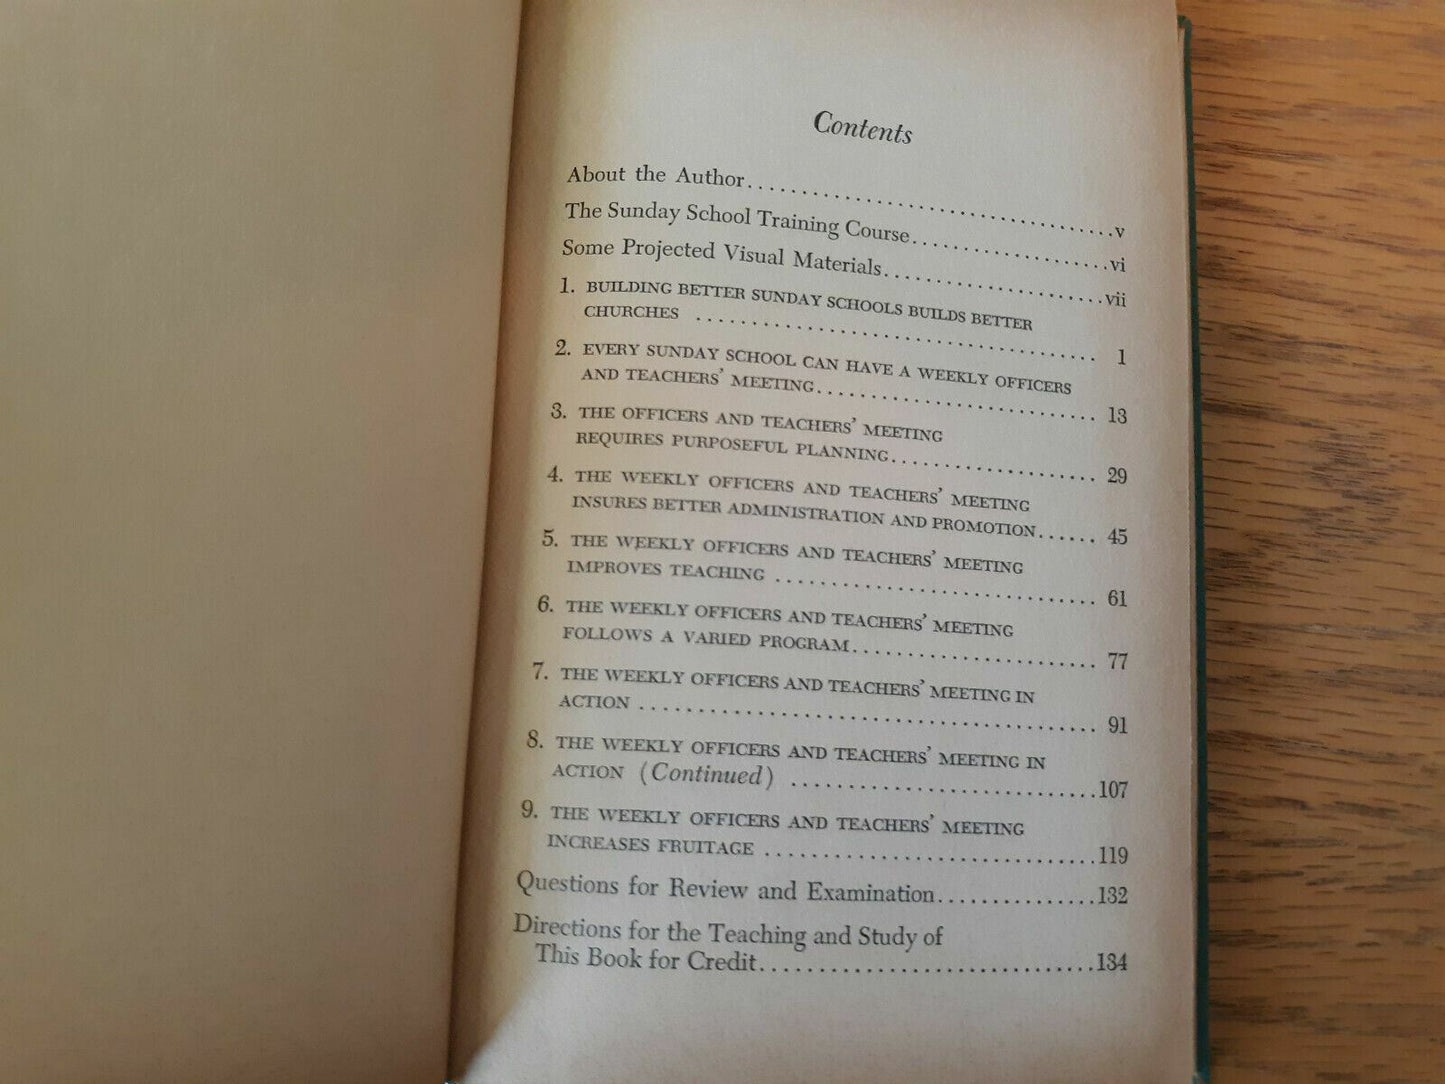 Contents
About the Author..................................v
The Sunday School Training Course....................vi
Some Projected Visual Materials......................vii
1. BUILDING BETTER SUNDAY SCHOOLS BUILDS BETTER
CHURCHES .................................... 1
2. EVERY SUNDAY SCHOOL CAN HAVE A WEEKLY OFFICERS
AND TEACHERS' MEETING......................... 13
3. THE OFFICERS AND TEACHERS' MEETING
REQUIRES PURPOSEFUL PLANNING................... 29
4. THE WEEKLY OFFICERS AND TEACHERS' MEETING
INSURES BETTER ADMINISTRATION AND PROMOTION...... 45
5. THE WEEKLY OFFICERS AND TEACHERS' MEETING
IMPROVES TEACHING ............................. 61
6. THE WEEKLY OFFICERS AND TEACHERS' MEETING
FOLLOWS A VARIED PROGRAM...................... 77
7. THE WEEKLY OFFICERS AND TEACHERS' MEETING IN
ACTION ....................................... 91
8. THE WEEKLY OFFICERS AND TEACHERS' MEETING IN
ACTION (Continued) ............................107
9. THE WEEKLY OFFICERS AND TEACHERS' MEETING
INCREASES FRUITAGE ..............................119
Questions for Review and Examination...............132
Directions for the Teaching and Study of
This Book for Credit..............................134